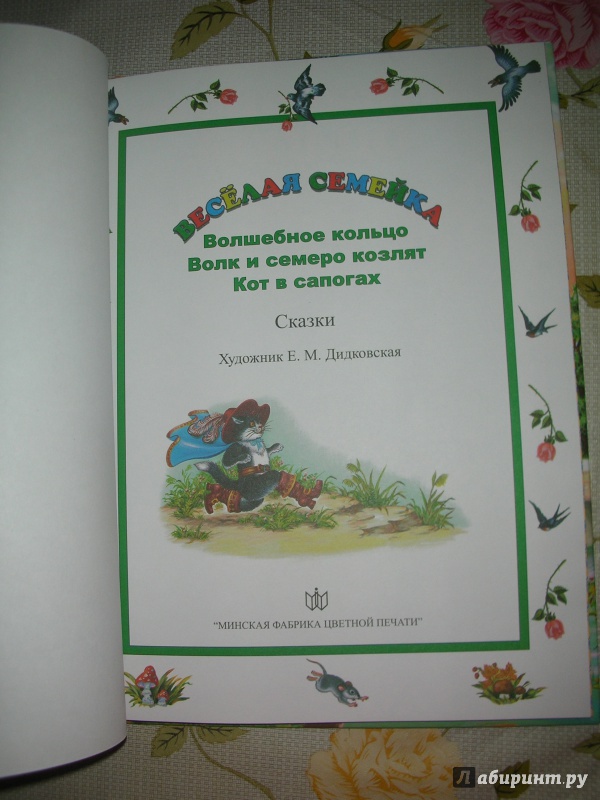 ВЕСЁЛАЯ СЕМЕЙКА
Волшебное кольцо
Волк и семеро козлят
Кот в сапогах
Сказки
Художник Е. М. Дидковская
"МИНСКАЯ ФАБРИКА ЦВЕТНОЙ ПЕЧАТИ"
Лабиринт.ру